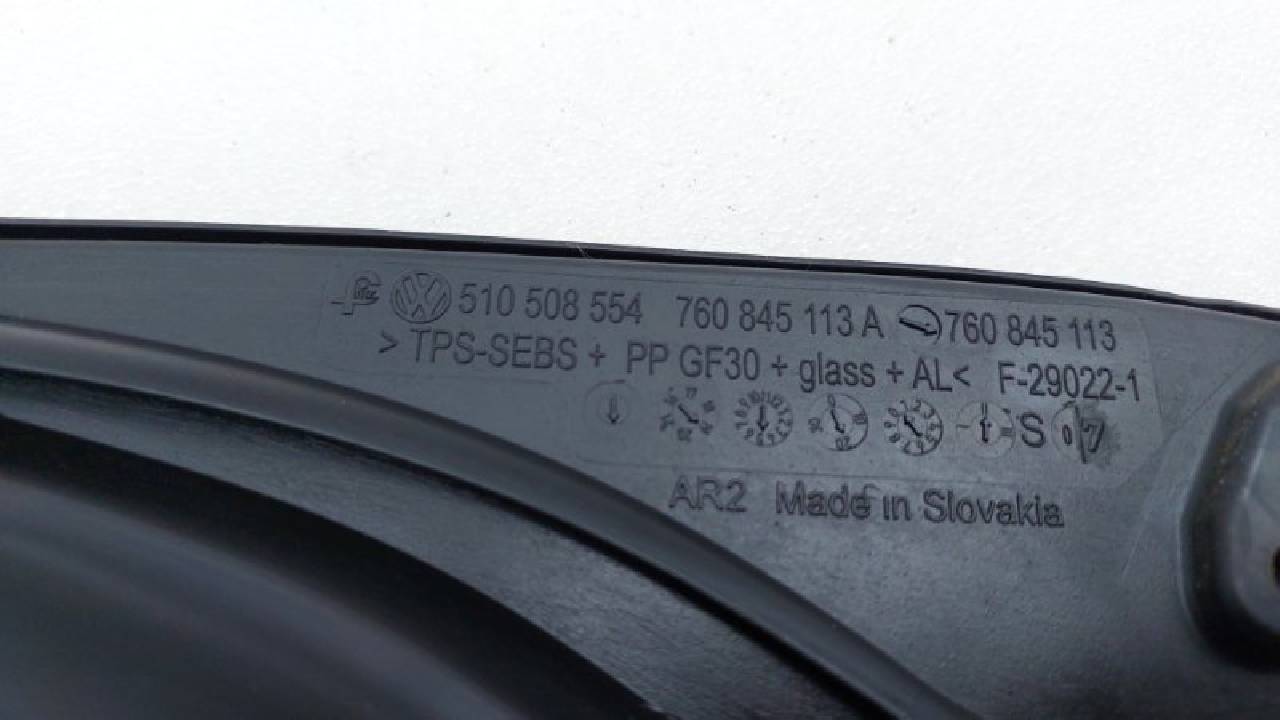 510 508 554 760 845 113 A 760 845 113
> TPS-SEBS + PP GF30 + glass + AL< F-29022-1
S 07
AR2 Made in Slovakia